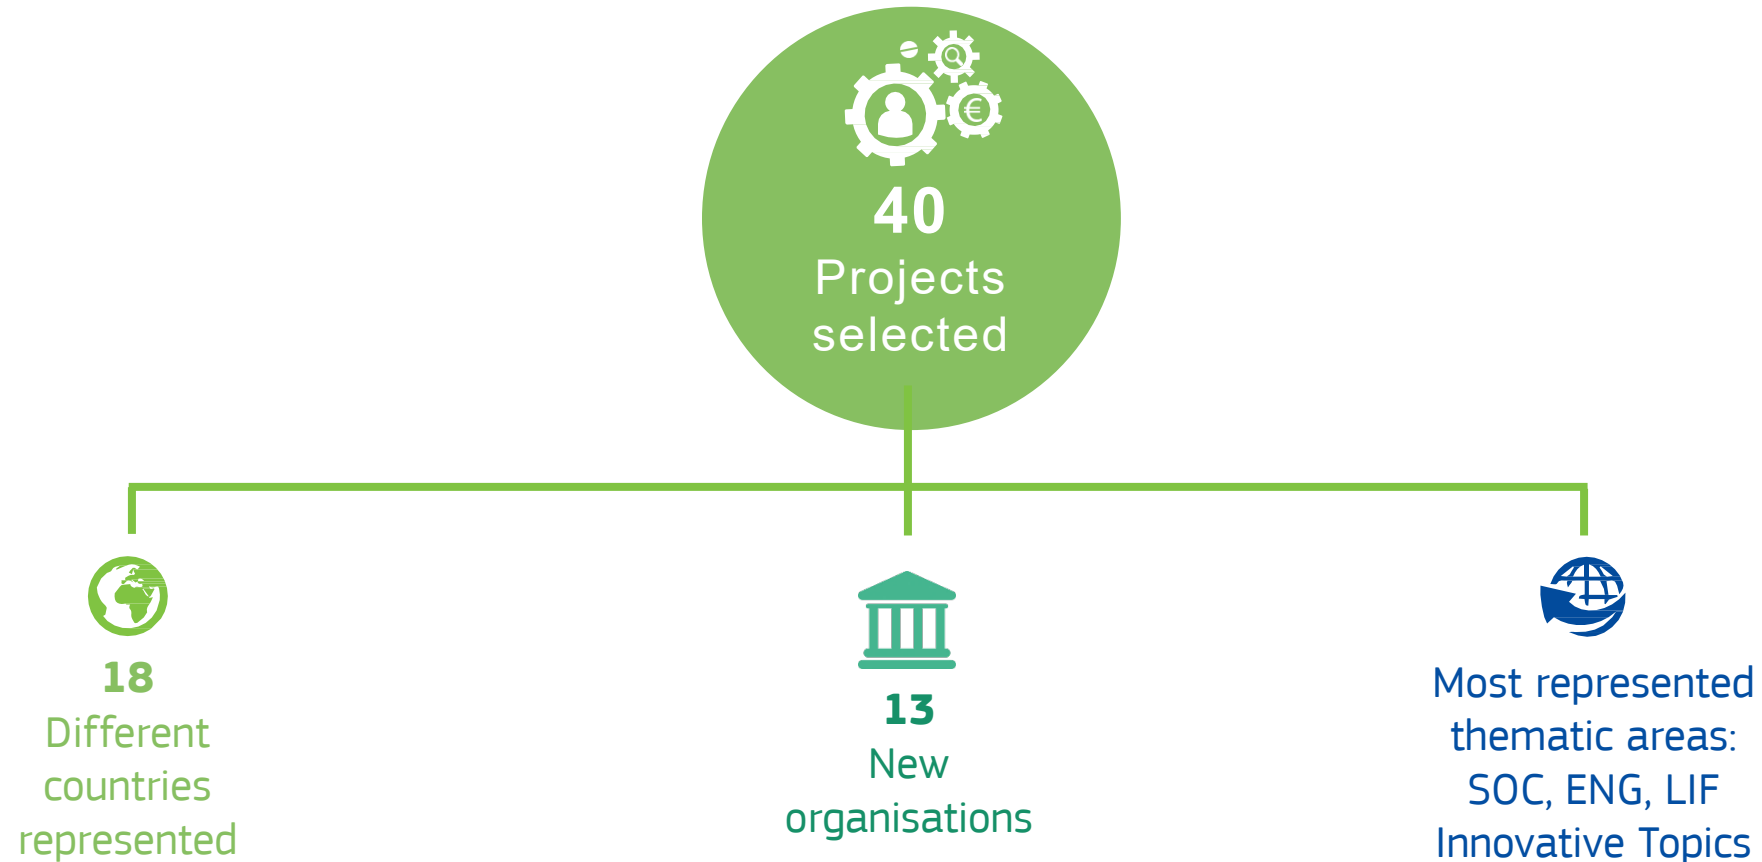 €
40
Projects
selected
18
Different
countries
represented
13
New
organisations
Most represented
thematic areas:
SOC, ENG, LIF
Innovative Topics